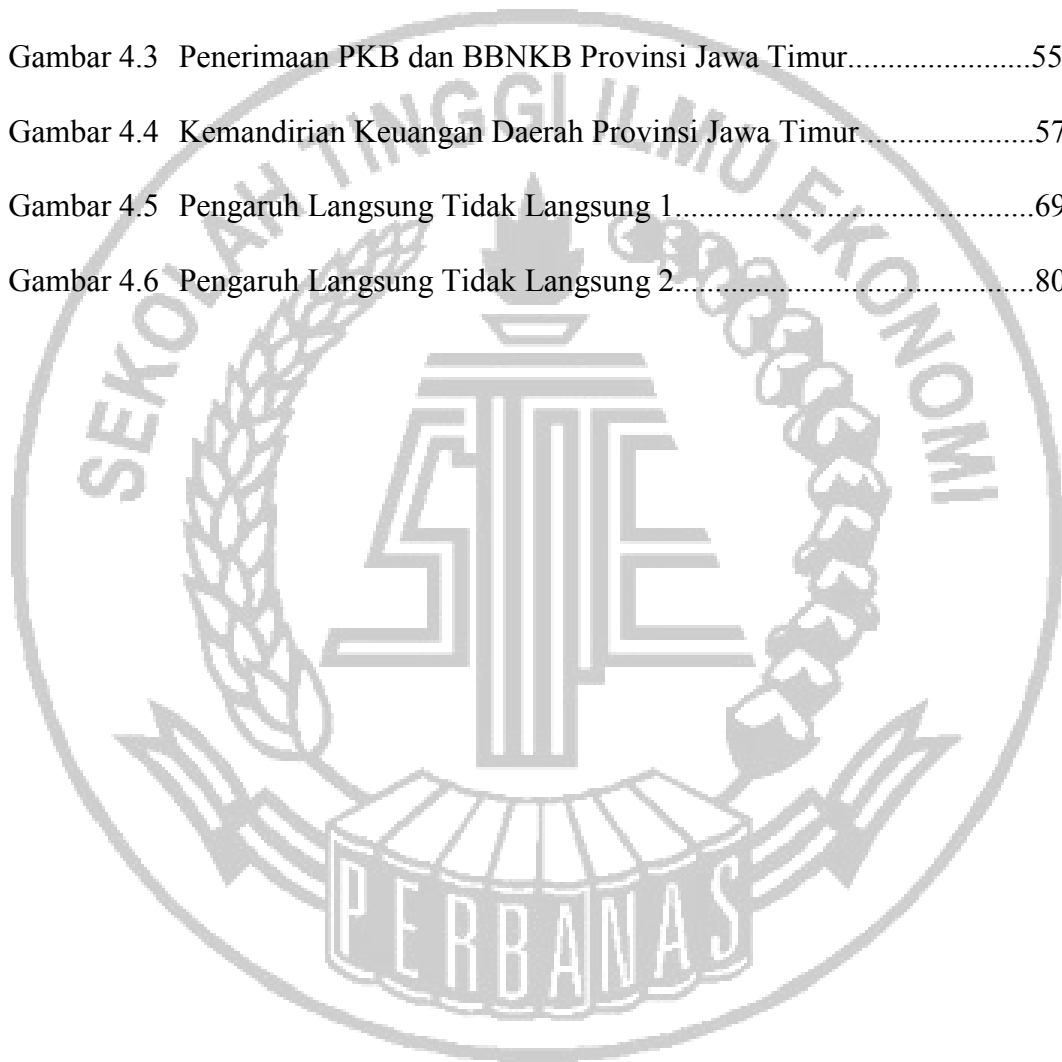 Gambar 4.3 Penerimaan PKB dan BBNKB Provinsi Jawa Timur......................55
Gambar 4.4 Kemandirian Keuangan Daerah Provinsi Jawa Timur.....................57
Gambar 4.5 Pengaruh Langsung Tidak Langsung 1............................................69
Gambar 4.6 Pengaruh Langsung Tidak Langsung 2............................................80
SEKOLAH TINGGI ILMU EKONOMI
STIE
PERBANAS